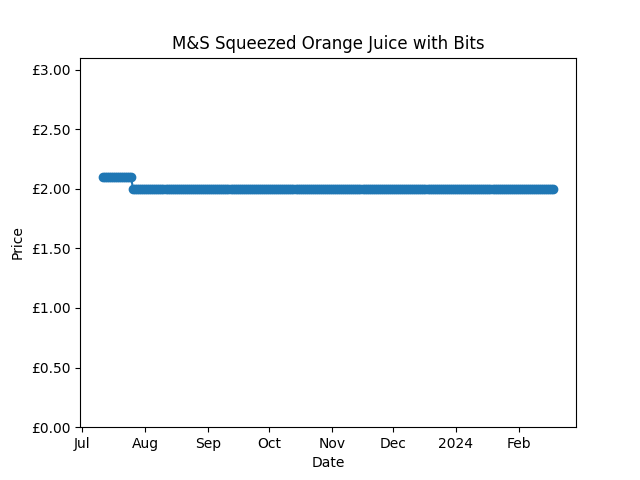 M&S Squeezed Orange Juice with Bits
£3.00
£2.50
£2.00
£1.50
£1.00
£0.50
£0.00
Price
Jul Aug Sep Oct Nov Dec 2024 Feb
Date